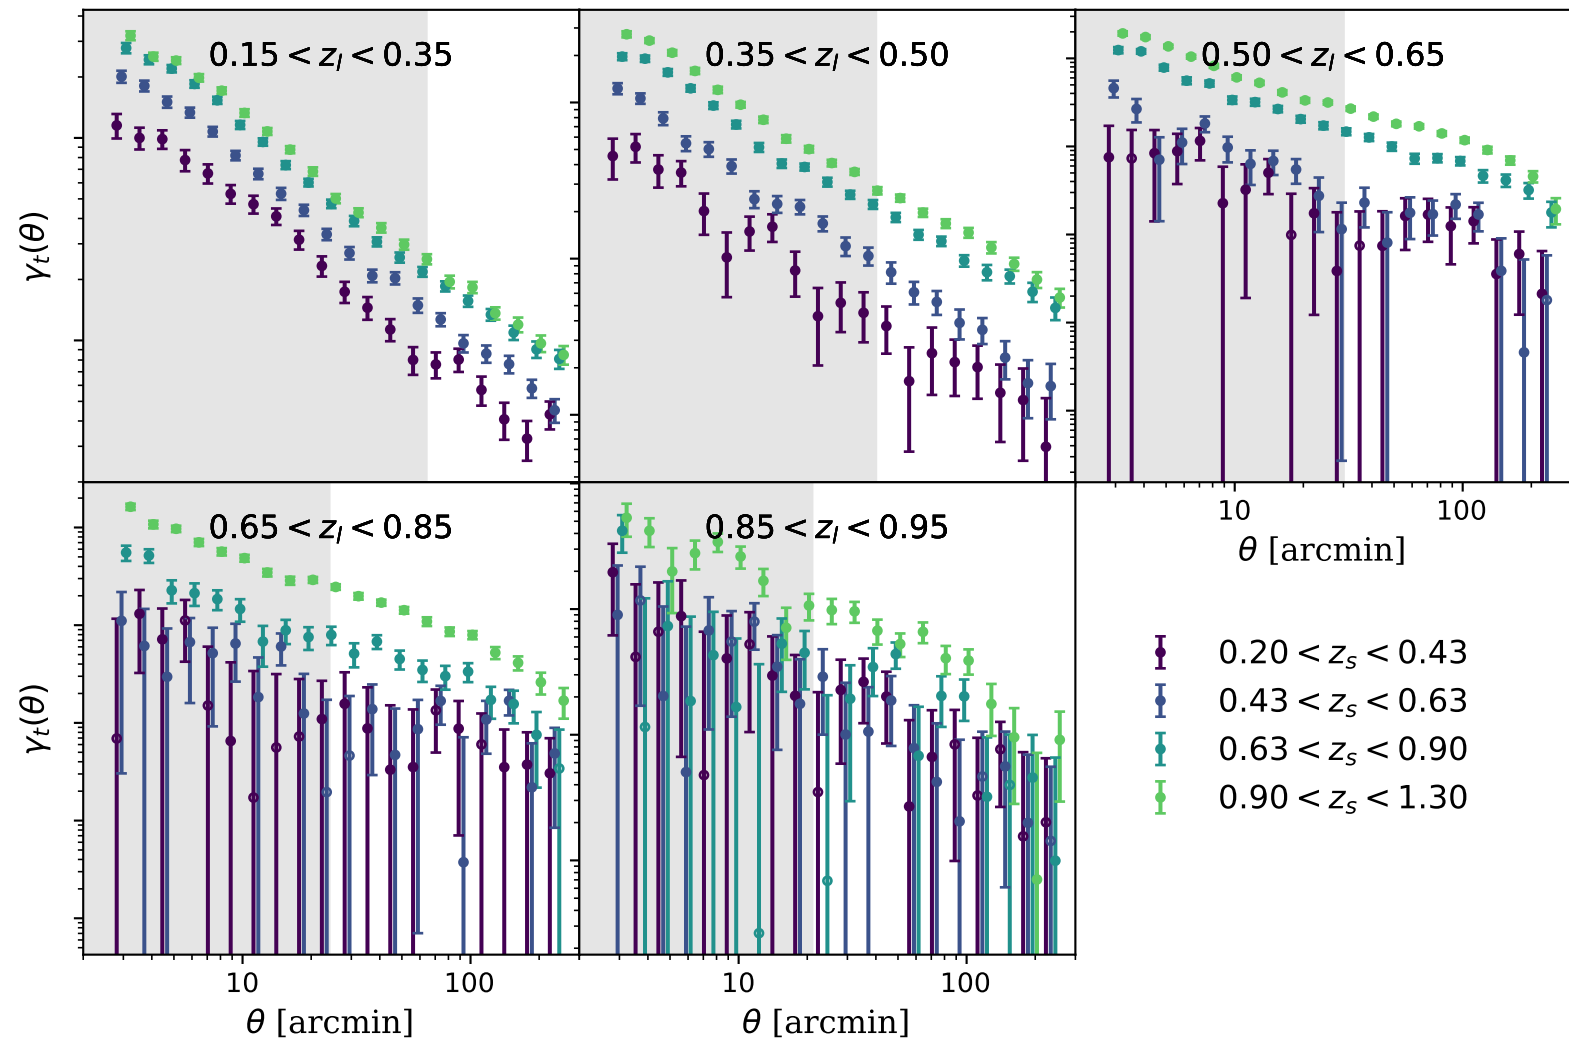 0.15 < z_l < 0.35
0.35 < z_l < 0.50
0.50 < z_l < 0.65
γ_t(θ)
10 100
θ [arcmin]
0.65 < z_l < 0.85
0.85 < z_l < 0.95
γ_t(θ)
0.20 < z_s < 0.43
0.43 < z_s < 0.63
0.63 < z_s < 0.90
0.90 < z_s < 1.30
10 100
10 100
θ [arcmin]
θ [arcmin]